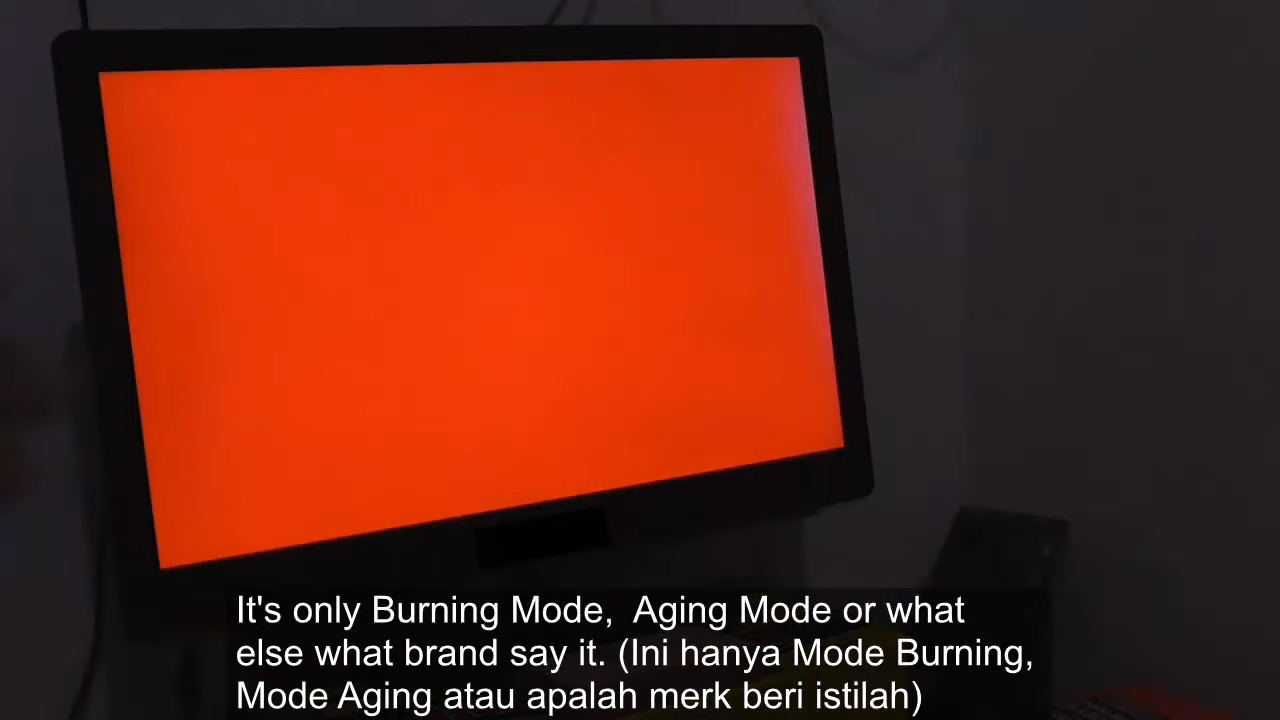 It's only Burning Mode,  Aging Mode or what
else what brand say it. (Ini hanya Mode Burning,
Mode Aging atau apalah merk beri istilah)